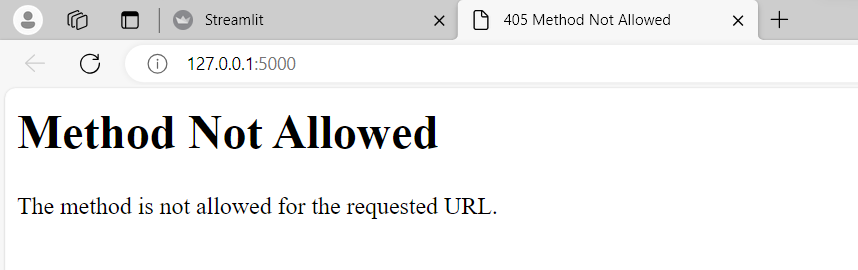 Streamlit
405 Method Not Allowed
127.0.0.1:5000
Method Not Allowed
The method is not allowed for the requested URL.